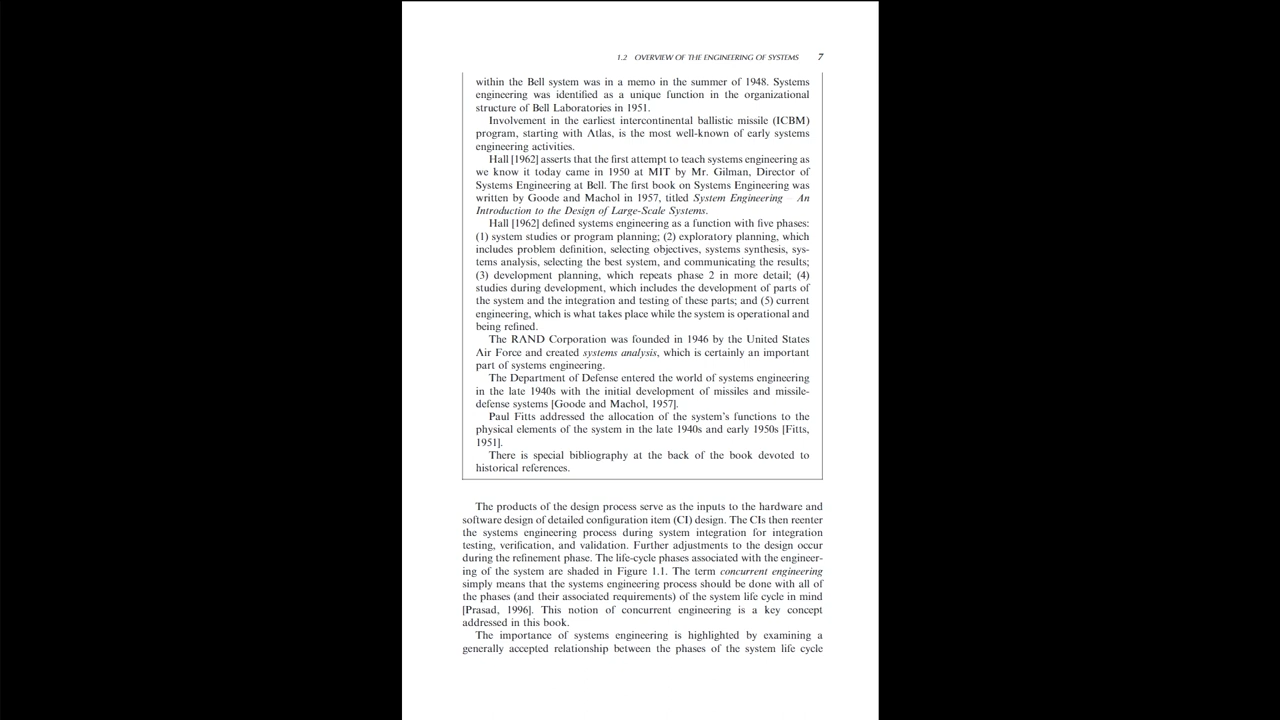 1.2 OVERVIEW OF THE ENGINEERING OF SYSTEMS 7
within the Bell system was in a memo in the summer of 1948. Systems
engineering was identified as a unique function in the organizational
structure of Bell Laboratories in 1951.
Involvement in the earliest intercontinental ballistic missile (ICBM)
program, starting with Atlas, is the most well-known of early systems
engineering activities.
Hall [1962] asserts that the first attempt to teach systems engineering as
we know it today came in 1950 at MIT by Mr. Gilman, Director of
Systems Engineering at Bell. The first book on Systems Engineering was
written by Goode and Machol in 1957, titled System Engineering – An
Introduction to the Design of Large-Scale Systems.
Hall [1962] defined systems engineering as a function with five phases:
(1) system studies or program planning; (2) exploratory planning, which
includes problem definition, selecting objectives, systems synthesis, sys-
tems analysis, selecting the best system, and communicating the results;
(3) development planning, which repeats phase 2 in more detail; (4)
studies during development, which includes the development of parts of
the system and the integration and testing of these parts; and (5) current
engineering, which is what takes place while the system is operational and
being refined.
The RAND Corporation was founded in 1946 by the United States
Air Force and created systems analysis, which is certainly an important
part of systems engineering.
The Department of Defense entered the world of systems engineering
in the late 1940s with the initial development of missiles and missile-
defense systems [Goode and Machol, 1957].
Paul Fitts addressed the allocation of the system's functions to the
physical elements of the system in the late 1940s and early 1950s [Fitts,
1951].
There is special bibliography at the back of the book devoted to
historical references.
The products of the design process serve as the inputs to the hardware and
software design of detailed configuration item (CI) design. The CIs then reenter
the systems engineering process during system integration for integration
testing, verification, and validation. Further adjustments to the design occur
during the refinement phase. The life-cycle phases associated with the engineer-
ing of the system are shaded in Figure 1.1. The term concurrent engineering
simply means that the systems engineering process should be done with all of
the phases (and their associated requirements) of the system life cycle in mind
[Prasad, 1996]. This notion of concurrent engineering is a key concept
addressed in this book.
The importance of systems engineering is highlighted by examining a
generally accepted relationship between the phases of the system life cycle